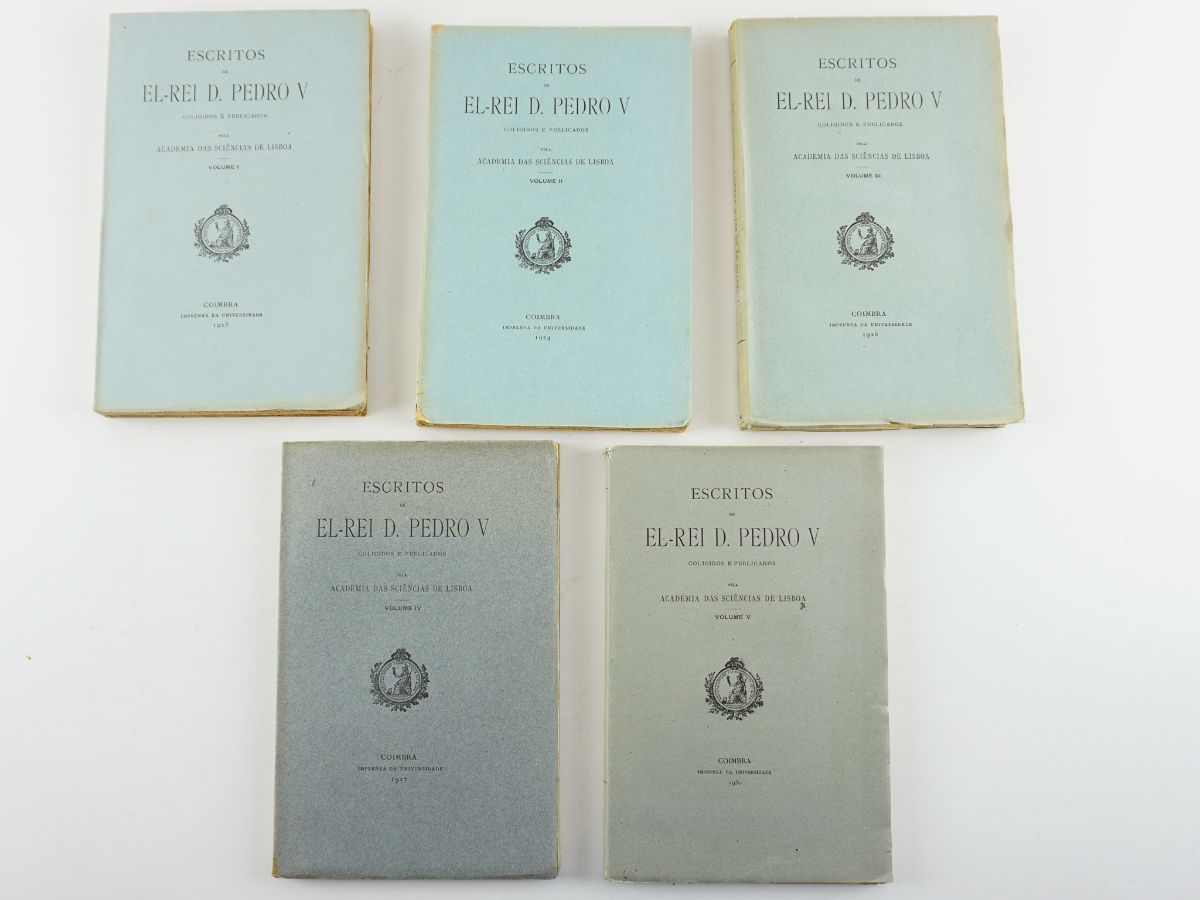 ESCRITOS
DE
EL-REI D. PEDRO V
COLIGIDOS E PUBLICADOS
PELA
ACADEMIA DAS SCIÊNCIAS DE LISBOA
VOLUME I
COIMBRA
IMPRENSA DA UNIVERSIDADE
1923
ESCRITOS
DE
EL-REI D. PEDRO V
COLIGIDOS E PUBLICADOS
PELA
ACADEMIA DAS SCIÊNCIAS DE LISBOA
VOLUME II
COIMBRA
IMPRENSA DA UNIVERSIDADE
1924
ESCRITOS
DE
EL-REI D. PEDRO V
COLIGIDOS E PUBLICADOS
PELA
ACADEMIA DAS SCIÊNCIAS DE LISBOA
VOLUME III
COIMBRA
IMPRENSA DA UNIVERSIDADE
1926
ESCRITOS
DE
EL-REI D. PEDRO V
COLIGIDOS E PUBLICADOS
PELA
ACADEMIA DAS SCIÊNCIAS DE LISBOA
VOLUME IV
COIMBRA
IMPRENSA DA UNIVERSIDADE
1927
ESCRITOS
DE
EL-REI D. PEDRO V
COLIGIDOS E PUBLICADOS
PELA
ACADEMIA DAS SCIÊNCIAS DE LISBOA
VOLUME V
COIMBRA
IMPRENSA DA UNIVERSIDADE
1930